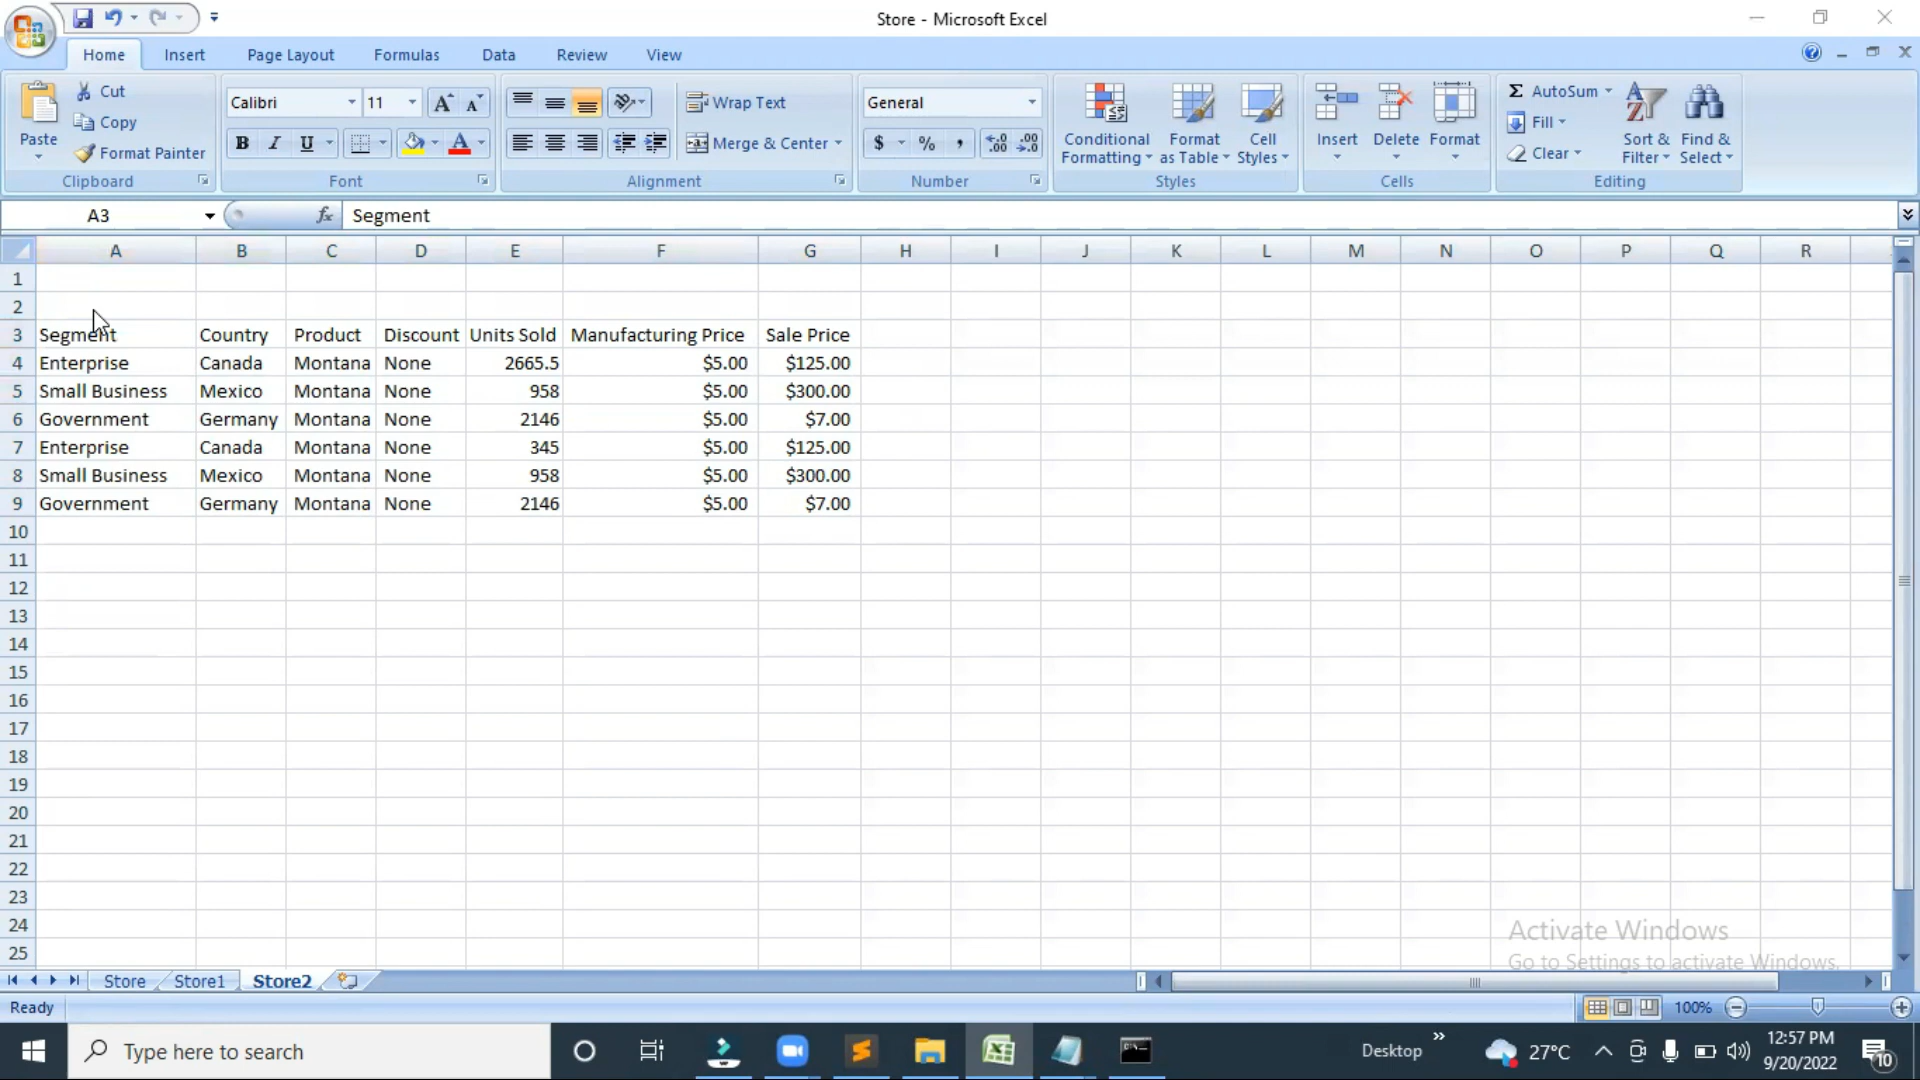 Store - Microsoft Excel
Home Insert Page Layout Formulas Data Review View
Cut
Copy
Format Painter
Paste
Clipboard
Calibri 11
B I U
Font
Wrap Text
Merge & Center
Alignment
General
$ % ,
Number
Conditional Formatting
Format as Table
Cell Styles
Styles
Insert Delete Format
Cells
Σ AutoSum
Fill
Clear
Sort & Filter
Find & Select
Editing
A3 fx Segment
A B C D E F G H I J K L M N O P Q R
1
2
3 Segment Country Product Discount Units Sold Manufacturing Price Sale Price
4 Enterprise Canada Montana None 2665.5 $5.00 $125.00
5 Small Business Mexico Montana None 958 $5.00 $300.00
6 Government Germany Montana None 2146 $5.00 $7.00
7 Enterprise Canada Montana None 345 $5.00 $125.00
8 Small Business Mexico Montana None 958 $5.00 $300.00
9 Government Germany Montana None 2146 $5.00 $7.00
10
11
12
13
14
15
16
17
18
19
20
21
22
23
24
25
Activate Windows
Go to Settings to activate Windows.
Store Store1 Store2
Ready 100%
Type here to search
Desktop
27°C
12:57 PM
9/20/2022
10